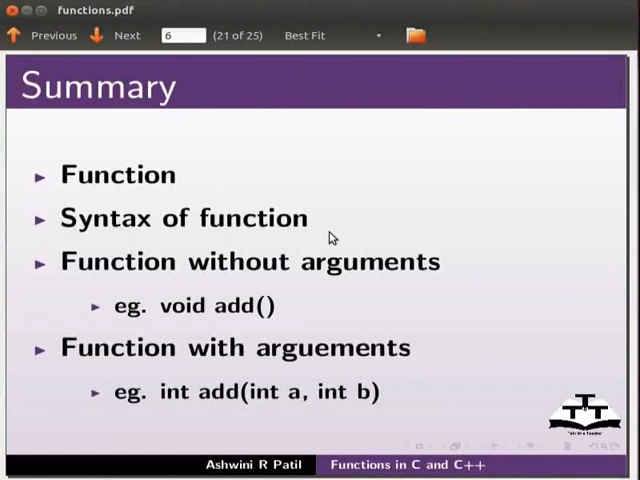 functions.pdf
Previous Next 6 (21 of 25) Best Fit
Summary
Function
Syntax of function
Function without arguments
eg. void add()
Function with arguements
eg. int add(int a, int b)
Ashwini R Patil Functions in C and C++